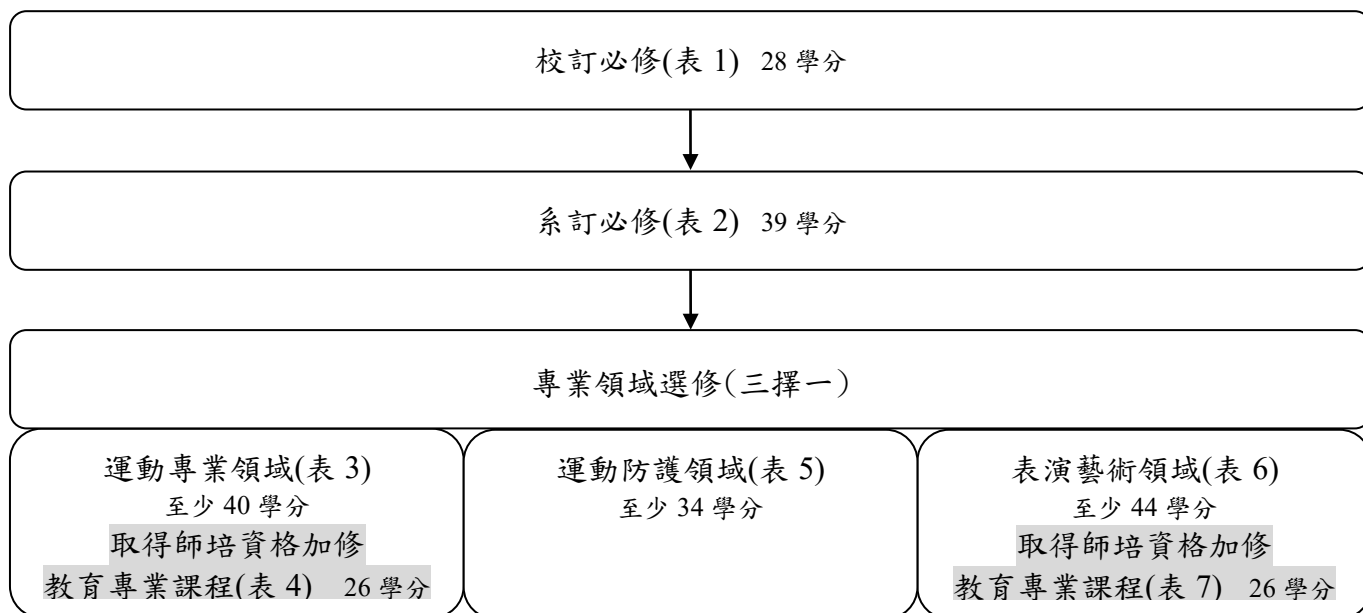 校訂必修(表 1) 28 學分
系訂必修(表 2) 39 學分
專業領域選修(三擇一)
運動專業領域(表 3)
至少 40 學分
取得師培資格加修
教育專業課程(表 4) 26 學分
運動防護領域(表 5)
至少 34 學分
表演藝術領域(表 6)
至少 44 學分
取得師培資格加修
教育專業課程(表 7) 26 學分